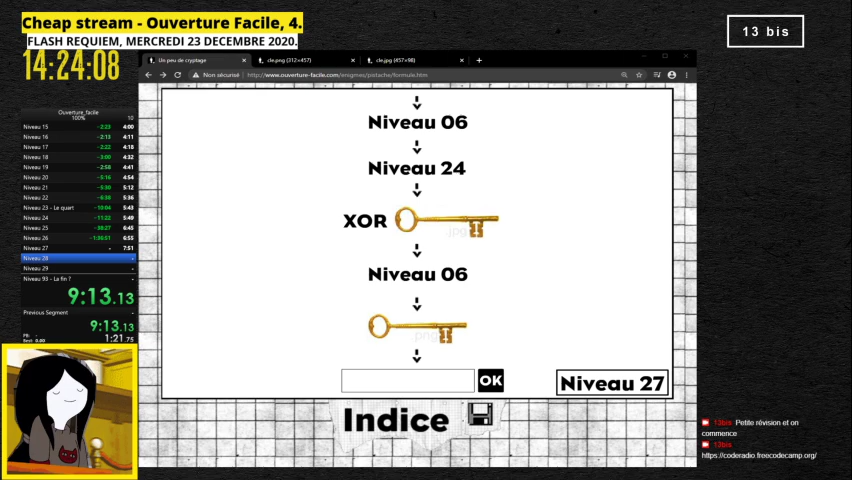 Cheap stream - Ouverture Facile, 4.
FLASH REQUIEM, MERCREDI 23 DECEMBRE 2020.
14:24:08
13 bis
Un peu de cryptage
cle.png (312×457)
cle.jpg (457×98)
Non sécurisé
http://www.ouverture-facile.com/enigmes/pistache/formule.htm
Ouverture_facile
100% 10
Niveau 15 -2:23 4:00
Niveau 16 -2:13 4:11
Niveau 17 -2:22 4:18
Niveau 18 -3:00 4:32
Niveau 19 -2:58 4:41
Niveau 20 -5:16 4:54
Niveau 21 -5:30 5:12
Niveau 22 -5:38 5:36
Niveau 23 - Le quart -10:04 5:43
Niveau 24 -11:22 5:49
Niveau 25 -38:27 6:45
Niveau 26 -1:35:51 6:55
Niveau 27 - 7:51
Niveau 28 -
Niveau 29 -
Niveau 93 - La fin ? -
9:13.13
Previous Segment -
9:13.13
PB: -
Best: 0.00 1:21.75
Niveau 06
Niveau 24
XOR
.jpg
Niveau 06
.png
OK
Niveau 27
Indice
13bis Petite révision et on
commence
13bis
https://coderadio.freecodecamp.org/